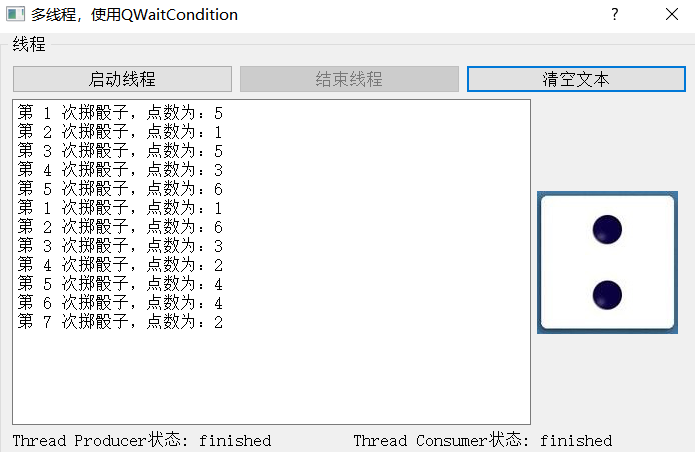 多线程，使用QWaitCondition
线程
启动线程 结束线程 清空文本
第 1 次掷骰子，点数为：5
第 2 次掷骰子，点数为：1
第 3 次掷骰子，点数为：5
第 4 次掷骰子，点数为：3
第 5 次掷骰子，点数为：6
第 1 次掷骰子，点数为：1
第 2 次掷骰子，点数为：6
第 3 次掷骰子，点数为：3
第 4 次掷骰子，点数为：2
第 5 次掷骰子，点数为：4
第 6 次掷骰子，点数为：4
第 7 次掷骰子，点数为：2
Thread Producer状态: finished Thread Consumer状态: finished